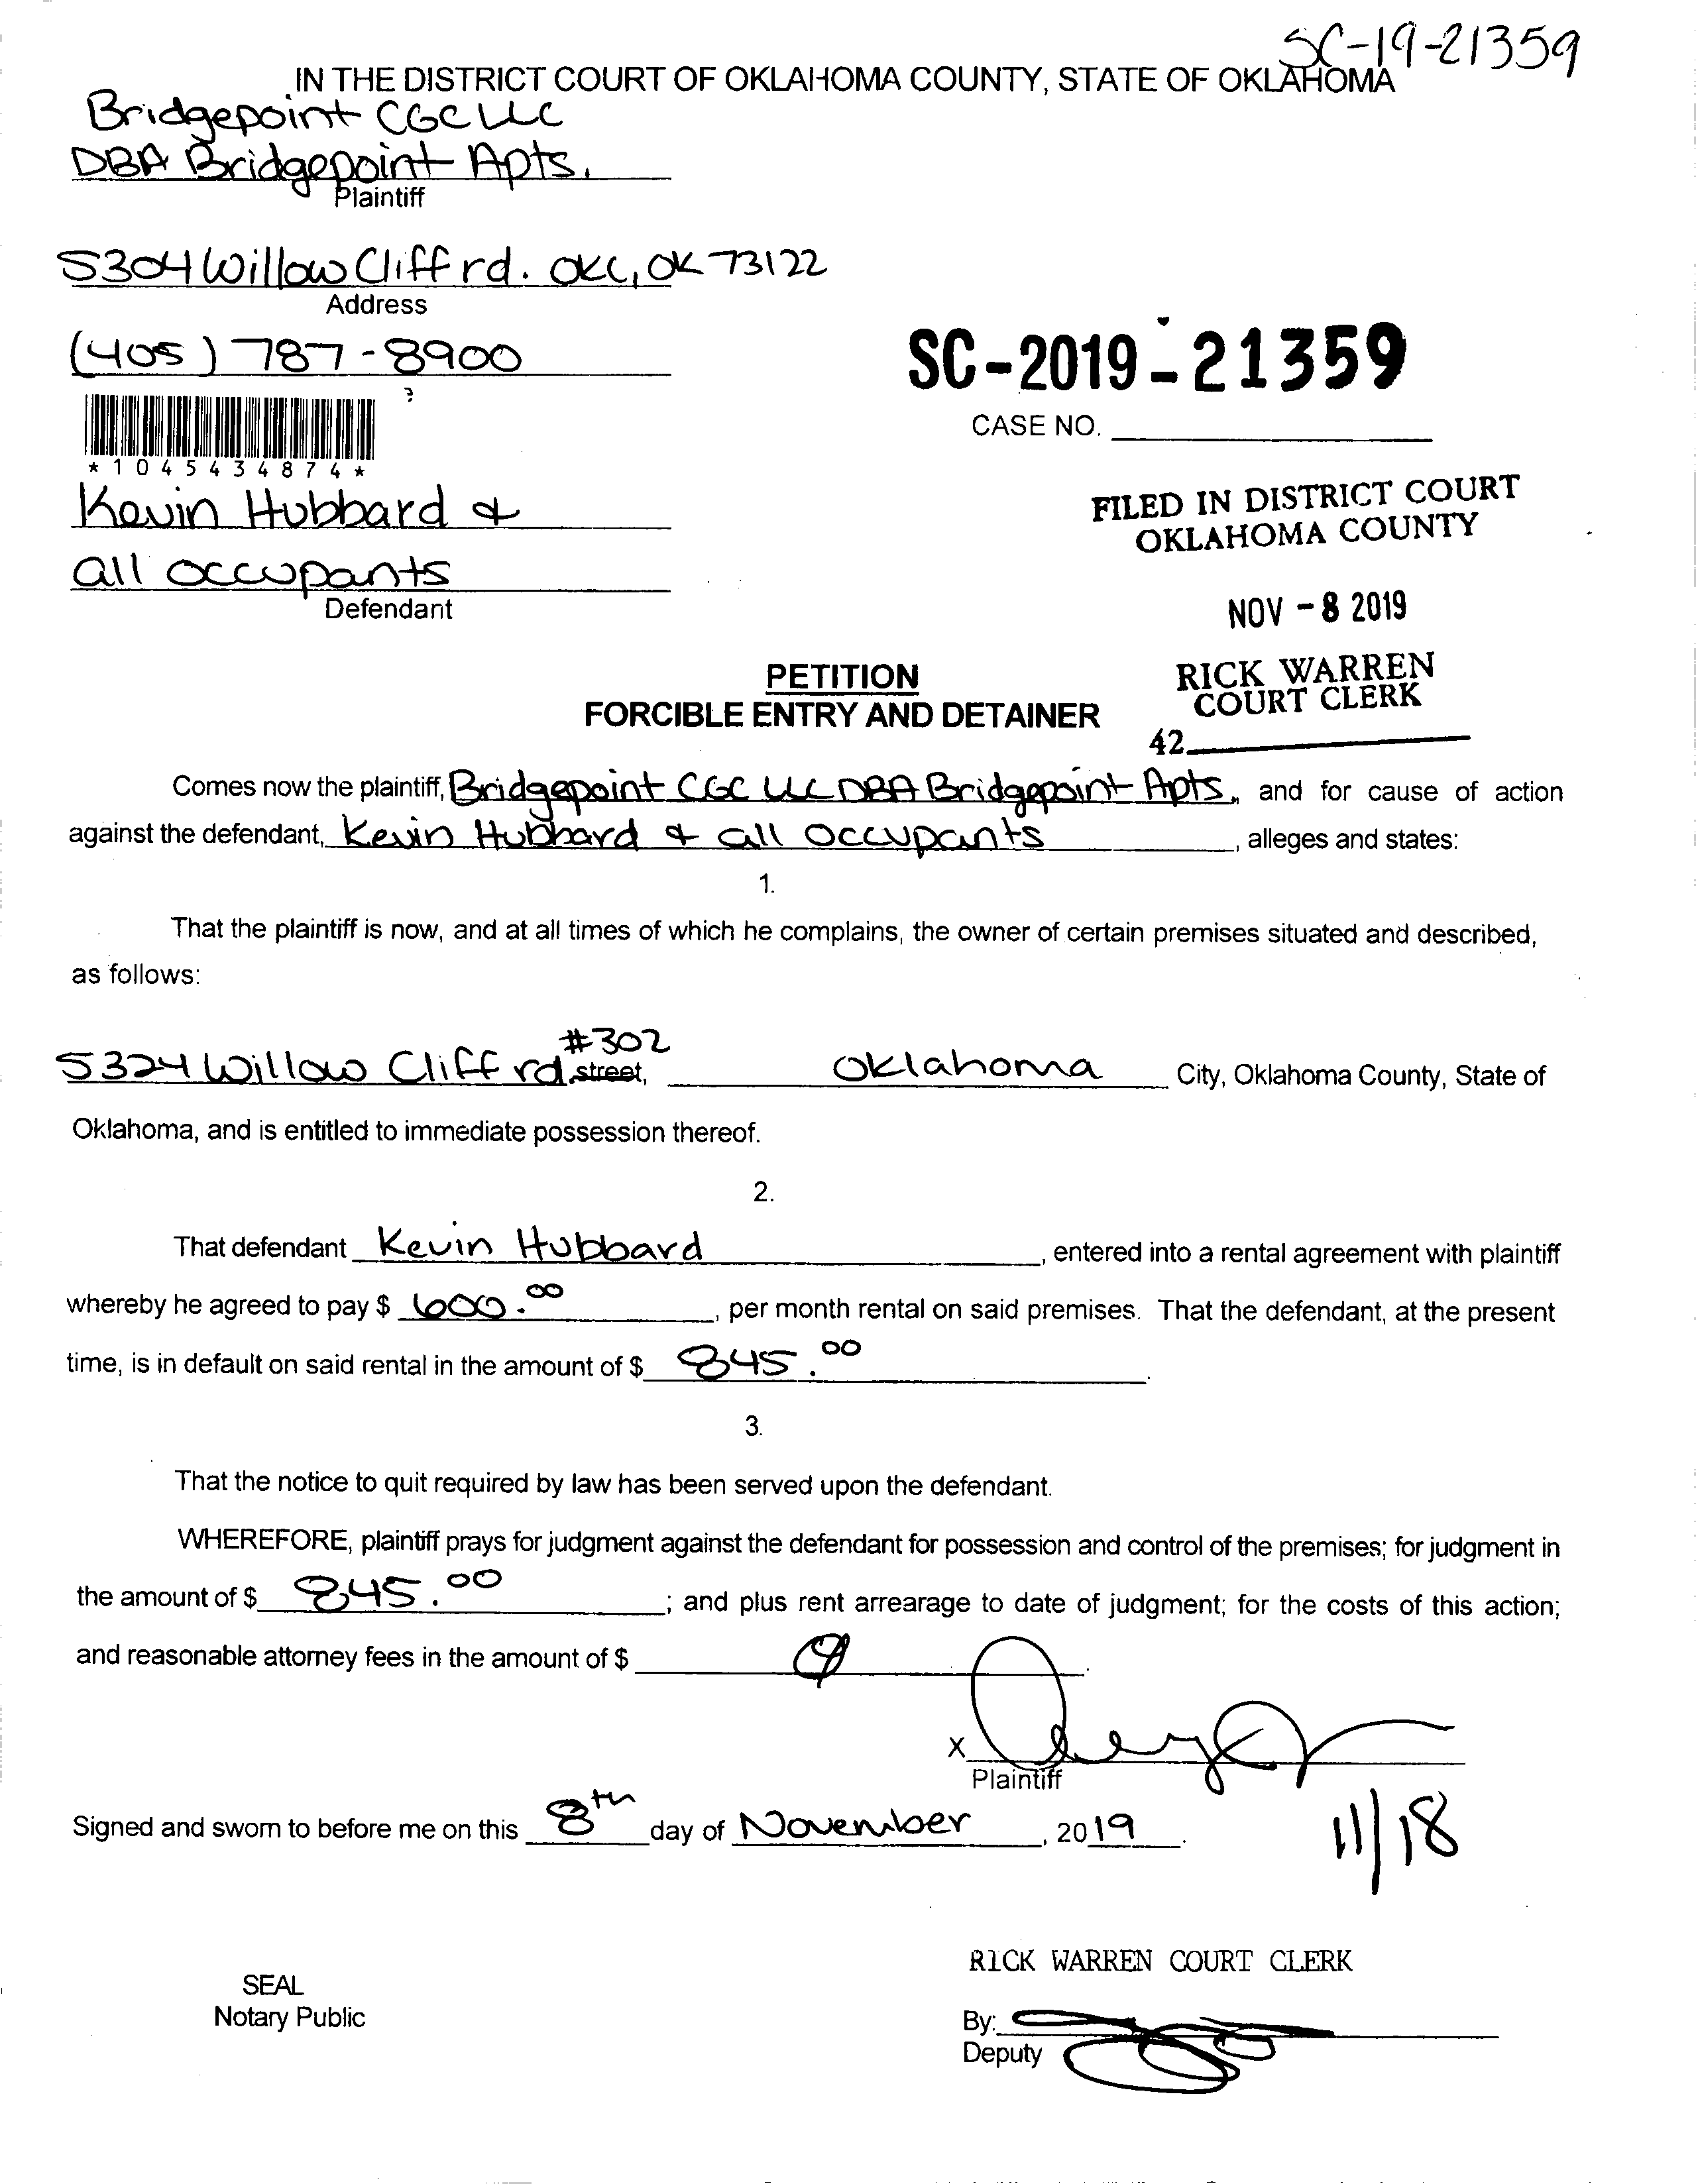 SC-19-21359
IN THE DISTRICT COURT OF OKLAHOMA COUNTY, STATE OF OKLAHOMA
Bridgepoint CGC LLC
DBA Bridgepoint Apts.
Plaintiff
5304 Willow Cliff rd. OKC, OK 73122
Address
(405) 787-8900
SC-2019-21359
CASE NO.
*1045434874*
Kevin Hubbard &
all occupants
Defendant
FILED IN DISTRICT COURT
OKLAHOMA COUNTY
NOV -8 2019
RICK WARREN
COURT CLERK
42
PETITION
FORCIBLE ENTRY AND DETAINER
Comes now the plaintiff, Bridgepoint CGC LLC DBA Bridgepoint Apts., and for cause of action
against the defendant, Kevin Hubbard & all occupants, alleges and states:
1.
That the plaintiff is now, and at all times of which he complains, the owner of certain premises situated and described,
as follows:
#302
5324 Willow Cliff rd street, Oklahoma City, Oklahoma County, State of
Oklahoma, and is entitled to immediate possession thereof.
2.
That defendant Kevin Hubbard, entered into a rental agreement with plaintiff
whereby he agreed to pay $ 600.00, per month rental on said premises. That the defendant, at the present
time, is in default on said rental in the amount of $ 845.00.
3.
That the notice to quit required by law has been served upon the defendant.
WHEREFORE, plaintiff prays for judgment against the defendant for possession and control of the premises; for judgment in
the amount of $ 845.00; and plus rent arrearage to date of judgment; for the costs of this action;
and reasonable attorney fees in the amount of $
X
Plaintiff
Signed and sworn to before me on this 8th day of November, 2019.
11/18
RICK WARREN COURT CLERK
SEAL
Notary Public
By:
Deputy